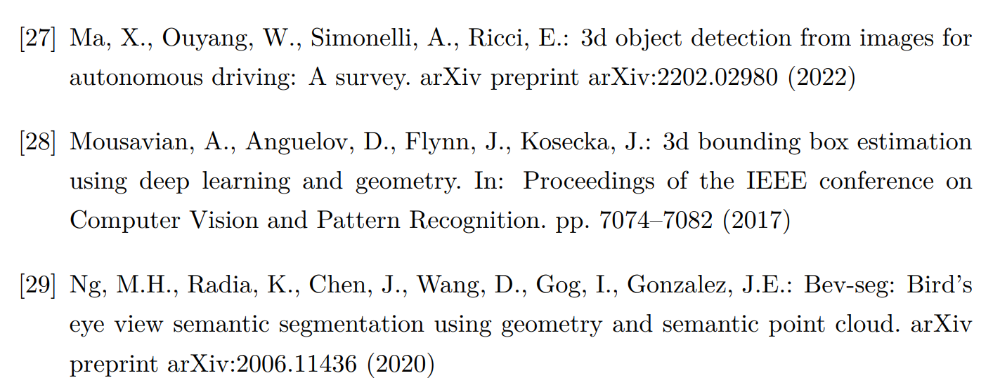 [27] Ma, X., Ouyang, W., Simonelli, A., Ricci, E.: 3d object detection from images for
autonomous driving: A survey. arXiv preprint arXiv:2202.02980 (2022)
[28] Mousavian, A., Anguelov, D., Flynn, J., Kosecka, J.: 3d bounding box estimation
using deep learning and geometry. In: Proceedings of the IEEE conference on
Computer Vision and Pattern Recognition. pp. 7074–7082 (2017)
[29] Ng, M.H., Radia, K., Chen, J., Wang, D., Gog, I., Gonzalez, J.E.: Bev-seg: Bird’s
eye view semantic segmentation using geometry and semantic point cloud. arXiv
preprint arXiv:2006.11436 (2020)